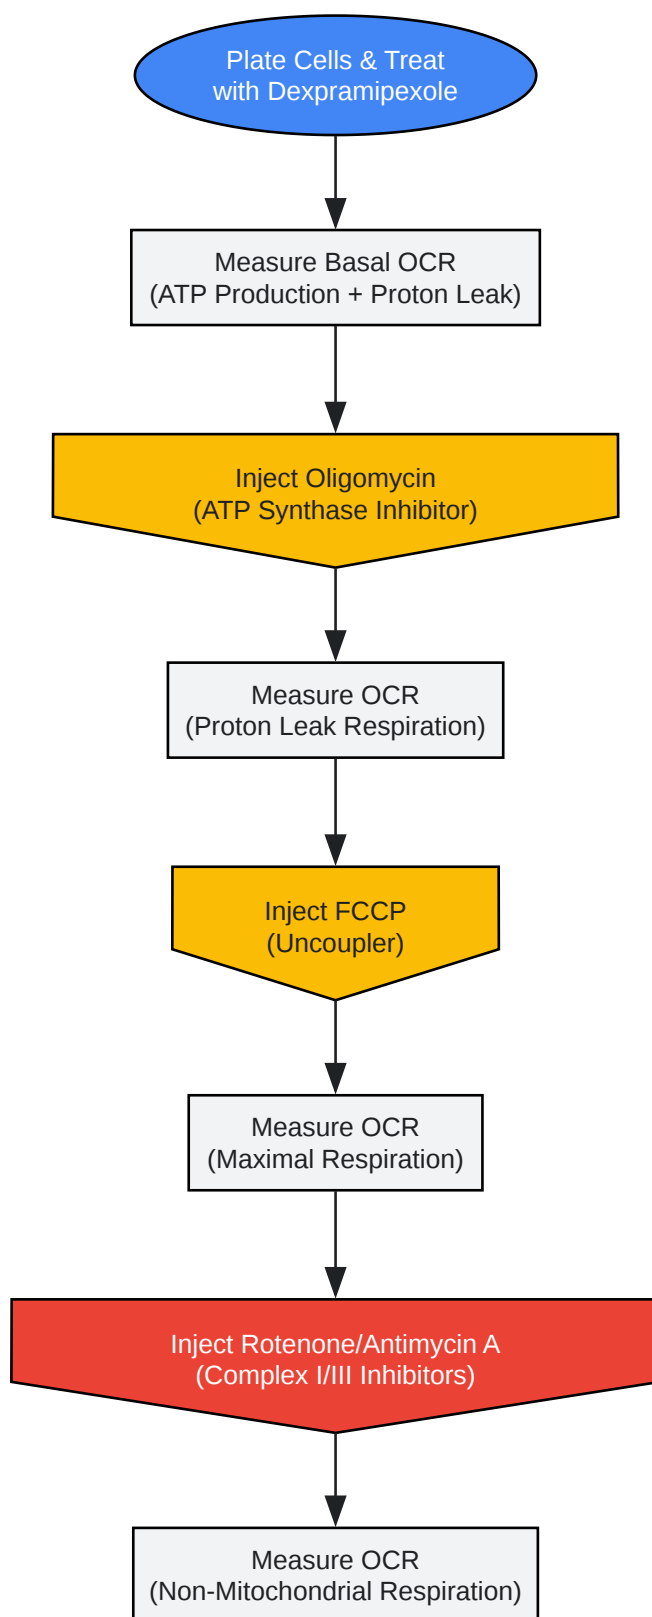 Plate Cells & Treat
with Dexpramipexole
Measure Basal OCR
(ATP Production + Proton Leak)
Inject Oligomycin
(ATP Synthase Inhibitor)
Measure OCR
(Proton Leak Respiration)
Inject FCCP
(Uncoupler)
Measure OCR
(Maximal Respiration)
Inject Rotenone/Antimycin A
(Complex I/III Inhibitors)
Measure OCR
(Non-Mitochondrial Respiration)